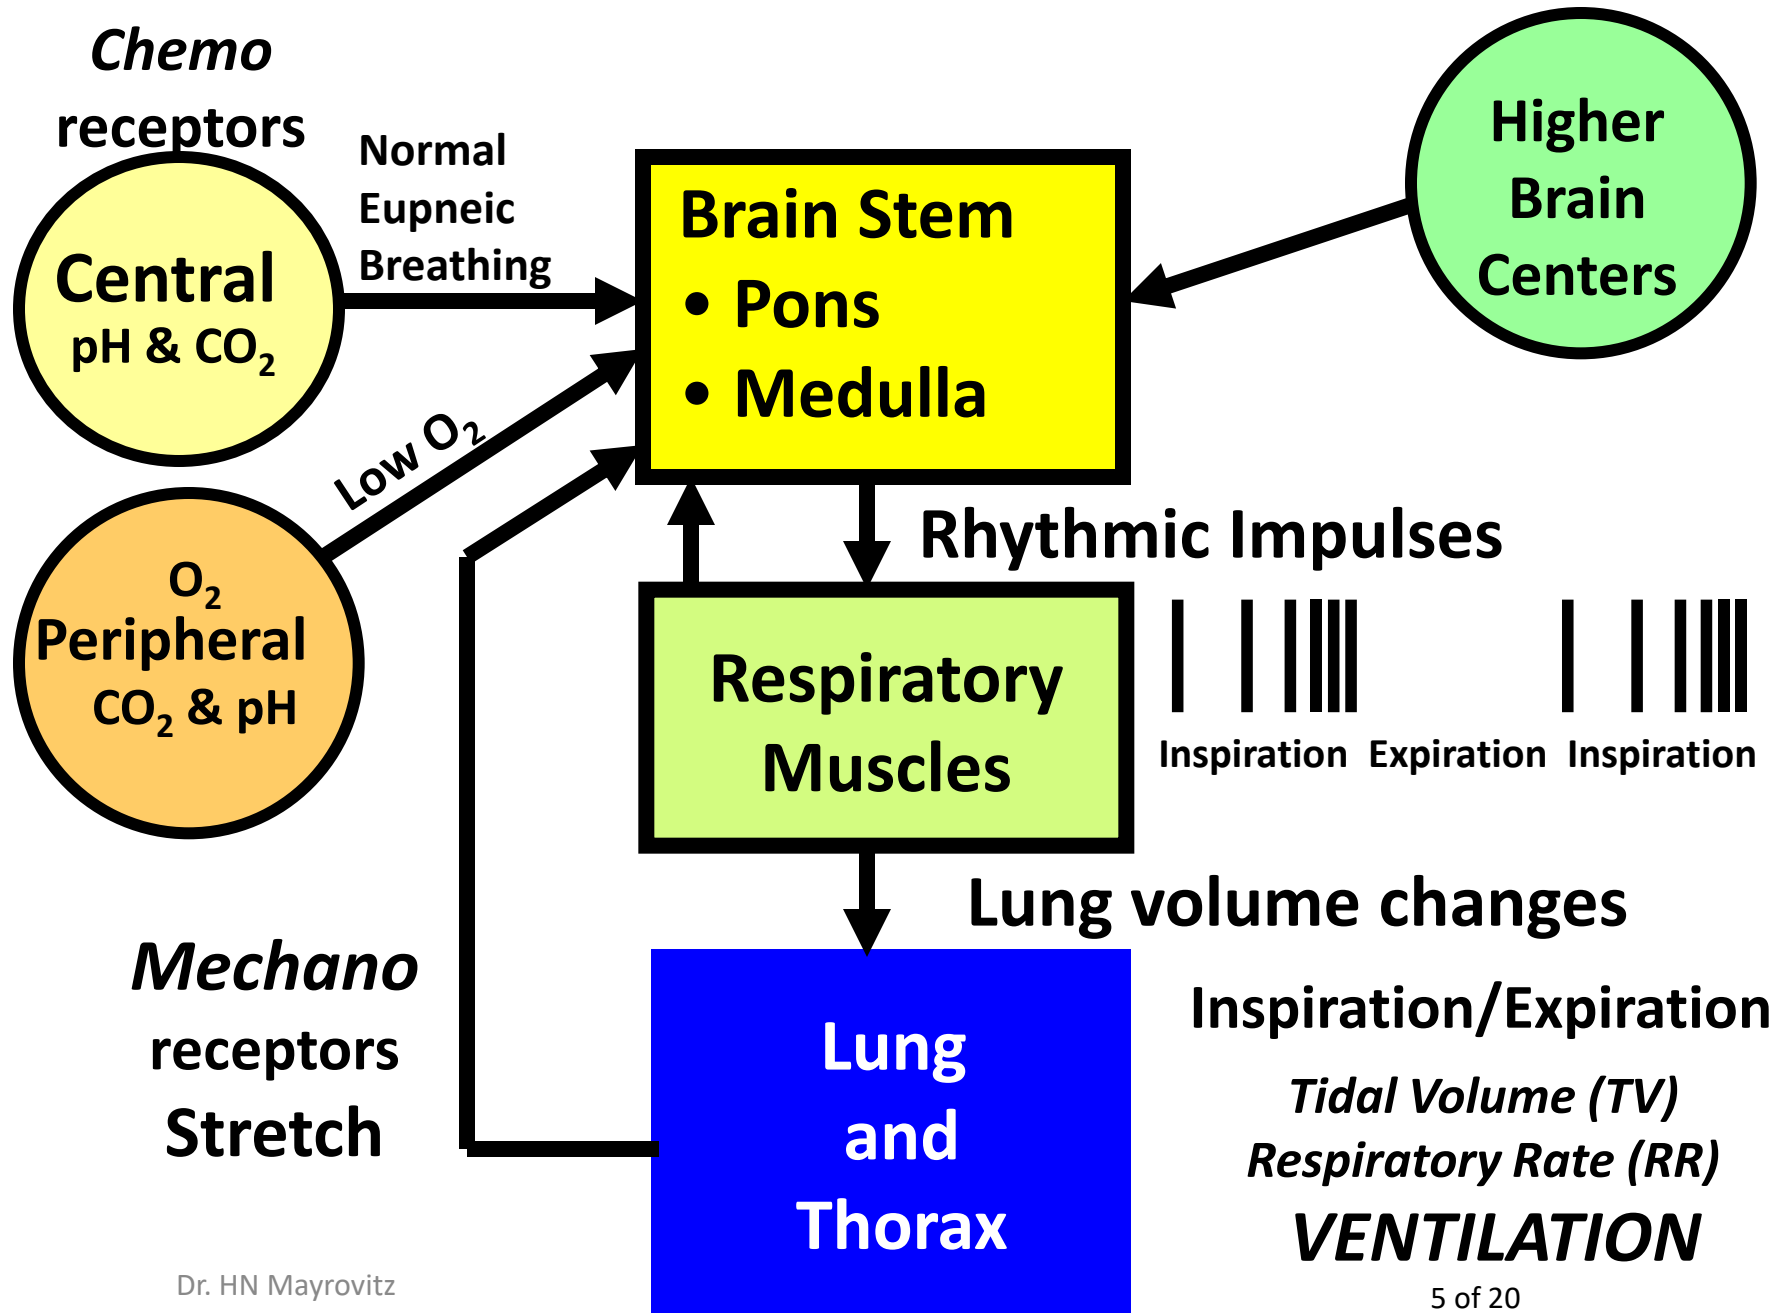 Chemo
receptors
Central
pH & CO₂
Normal
Eupneic
Breathing
Low O₂
O₂
Peripheral
CO₂ & pH
Brain Stem
• Pons
• Medulla
Higher
Brain
Centers
Rhythmic Impulses
Respiratory
Muscles
Inspiration Expiration Inspiration
Lung volume changes
Mechano
receptors
Stretch
Lung
and
Thorax
Inspiration/Expiration
Tidal Volume (TV)
Respiratory Rate (RR)
VENTILATION
Dr. HN Mayrovitz
5 of 20